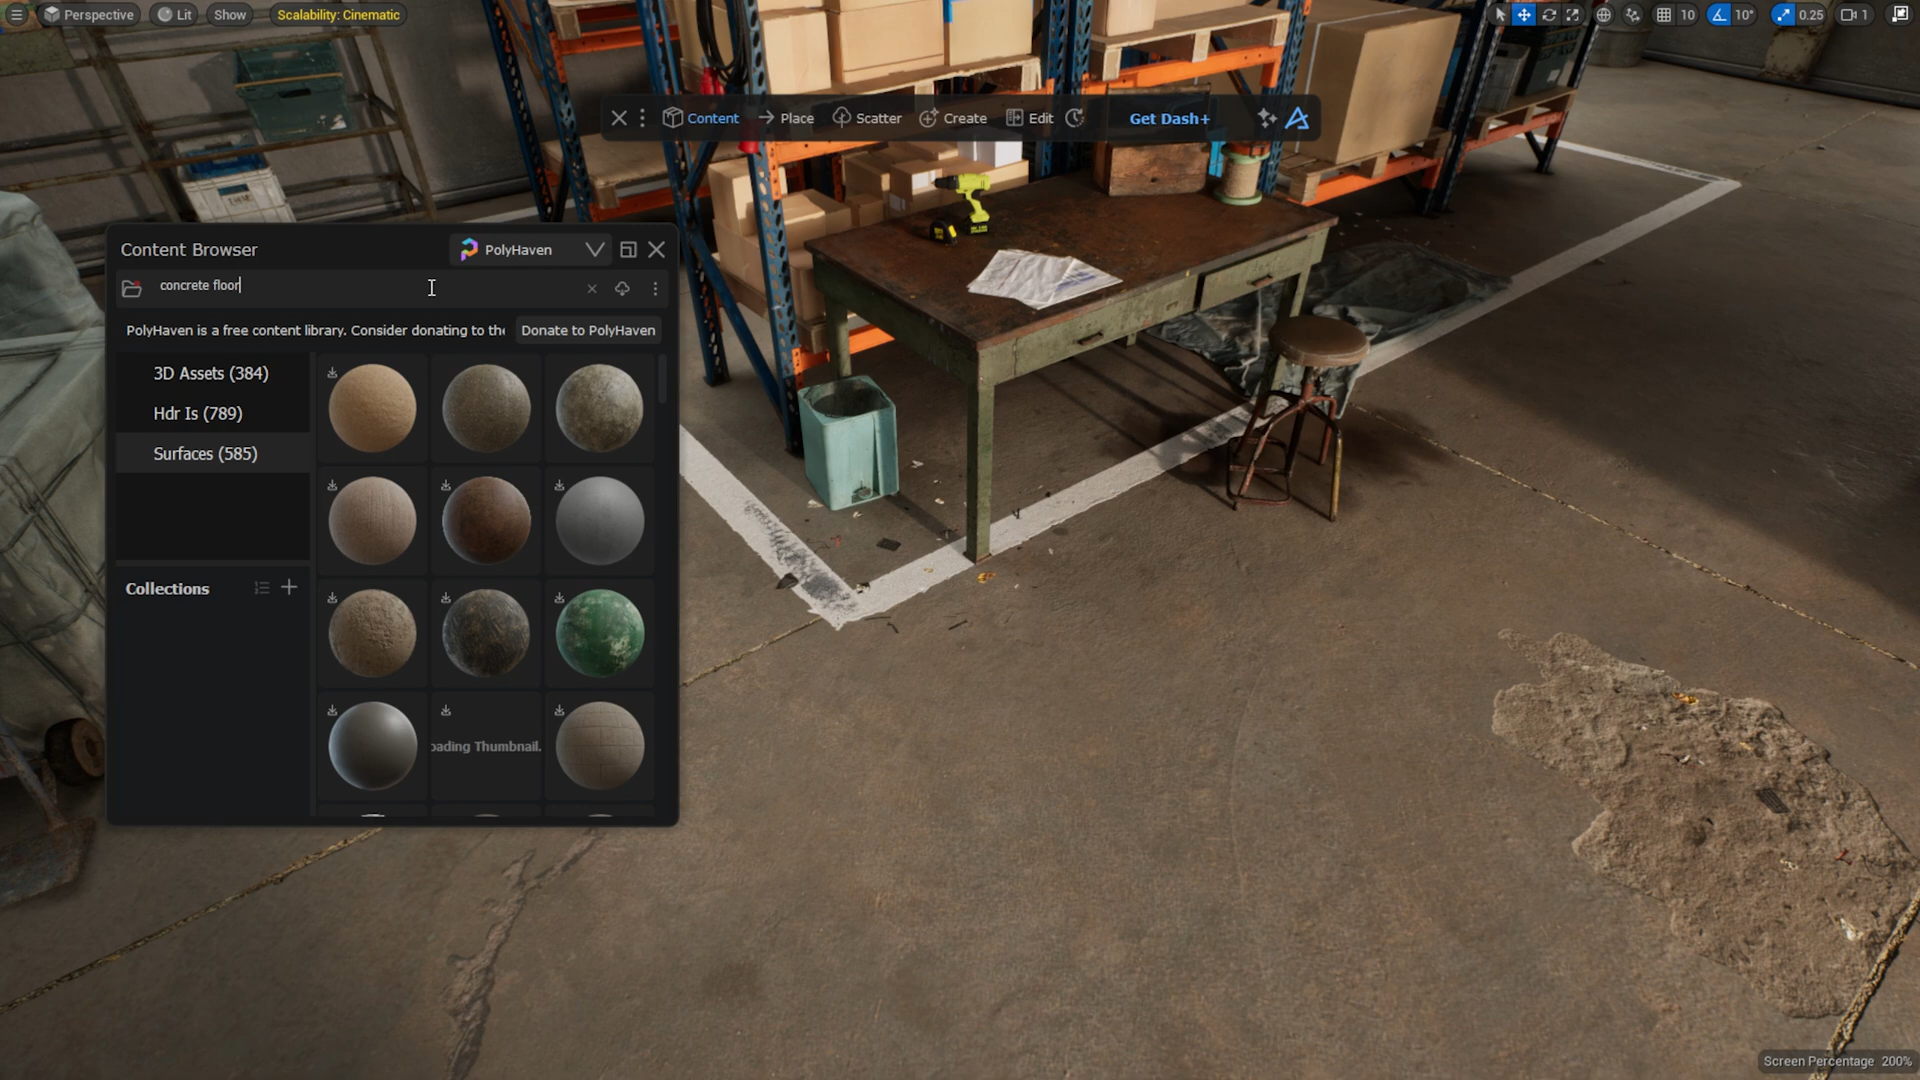 Perspective
Lit
Show
Scalability: Cinematic
10
10°
0.25
1
Content
Place
Scatter
Create
Edit
Get Dash+
Content Browser
PolyHaven
concrete floor
PolyHaven is a free content library. Consider donating to the
Donate to PolyHaven
3D Assets (384)
Hdr Is (789)
Surfaces (585)
Collections
oading Thumbnail.
Screen Percentage 200%